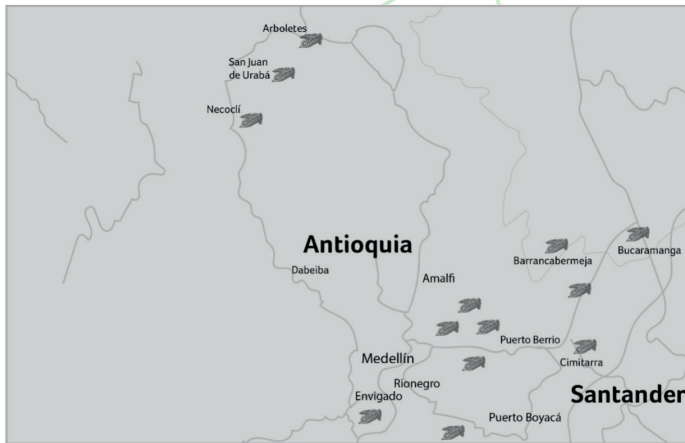 Arboletes
San Juan
de Urabá
Necoclí
Antioquia
Bucaramanga
Barrancabermeja
Dabeiba
Amalfi
Puerto Berrio
Medellín
Cimitarra
Rionegro
Santander
Envigado
Puerto Boyacá